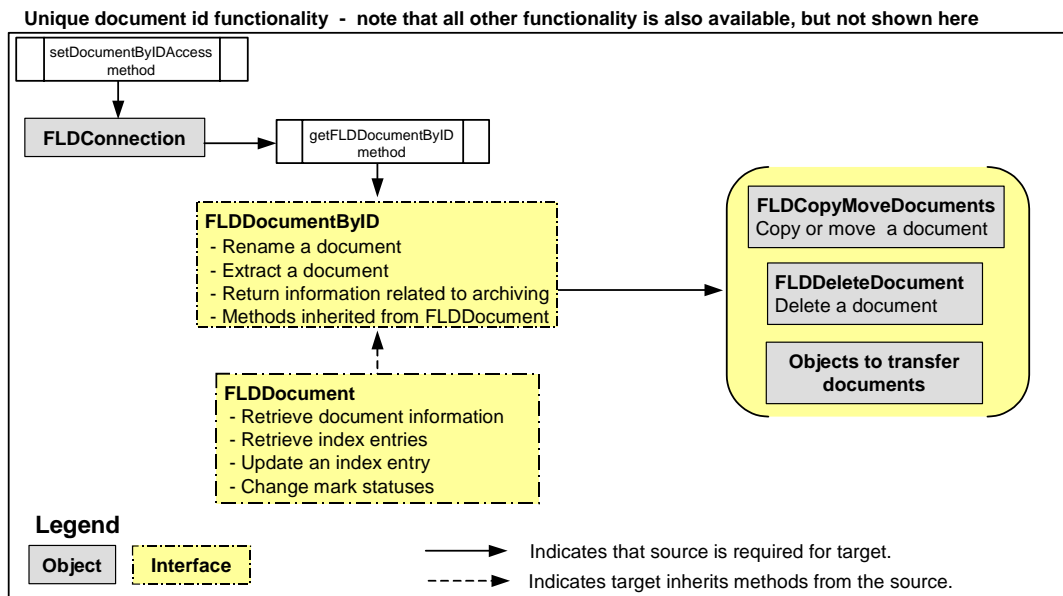 Unique document id functionality - note that all other functionality is also available, but not shown here
setDocumentByIDAccess
method
FLDConnection
getFLDDocumentByID
method
FLDDocumentByID
- Rename a document
- Extract a document
- Return information related to archiving
- Methods inherited from FLDDocument
FLDCopyMoveDocuments
Copy or move a document
FLDDeleteDocument
Delete a document
Objects to transfer
documents
FLDDocument
- Retrieve document information
- Retrieve index entries
- Update an index entry
- Change mark statuses
Legend
Object
Interface
Indicates that source is required for target.
Indicates target inherits methods from the source.